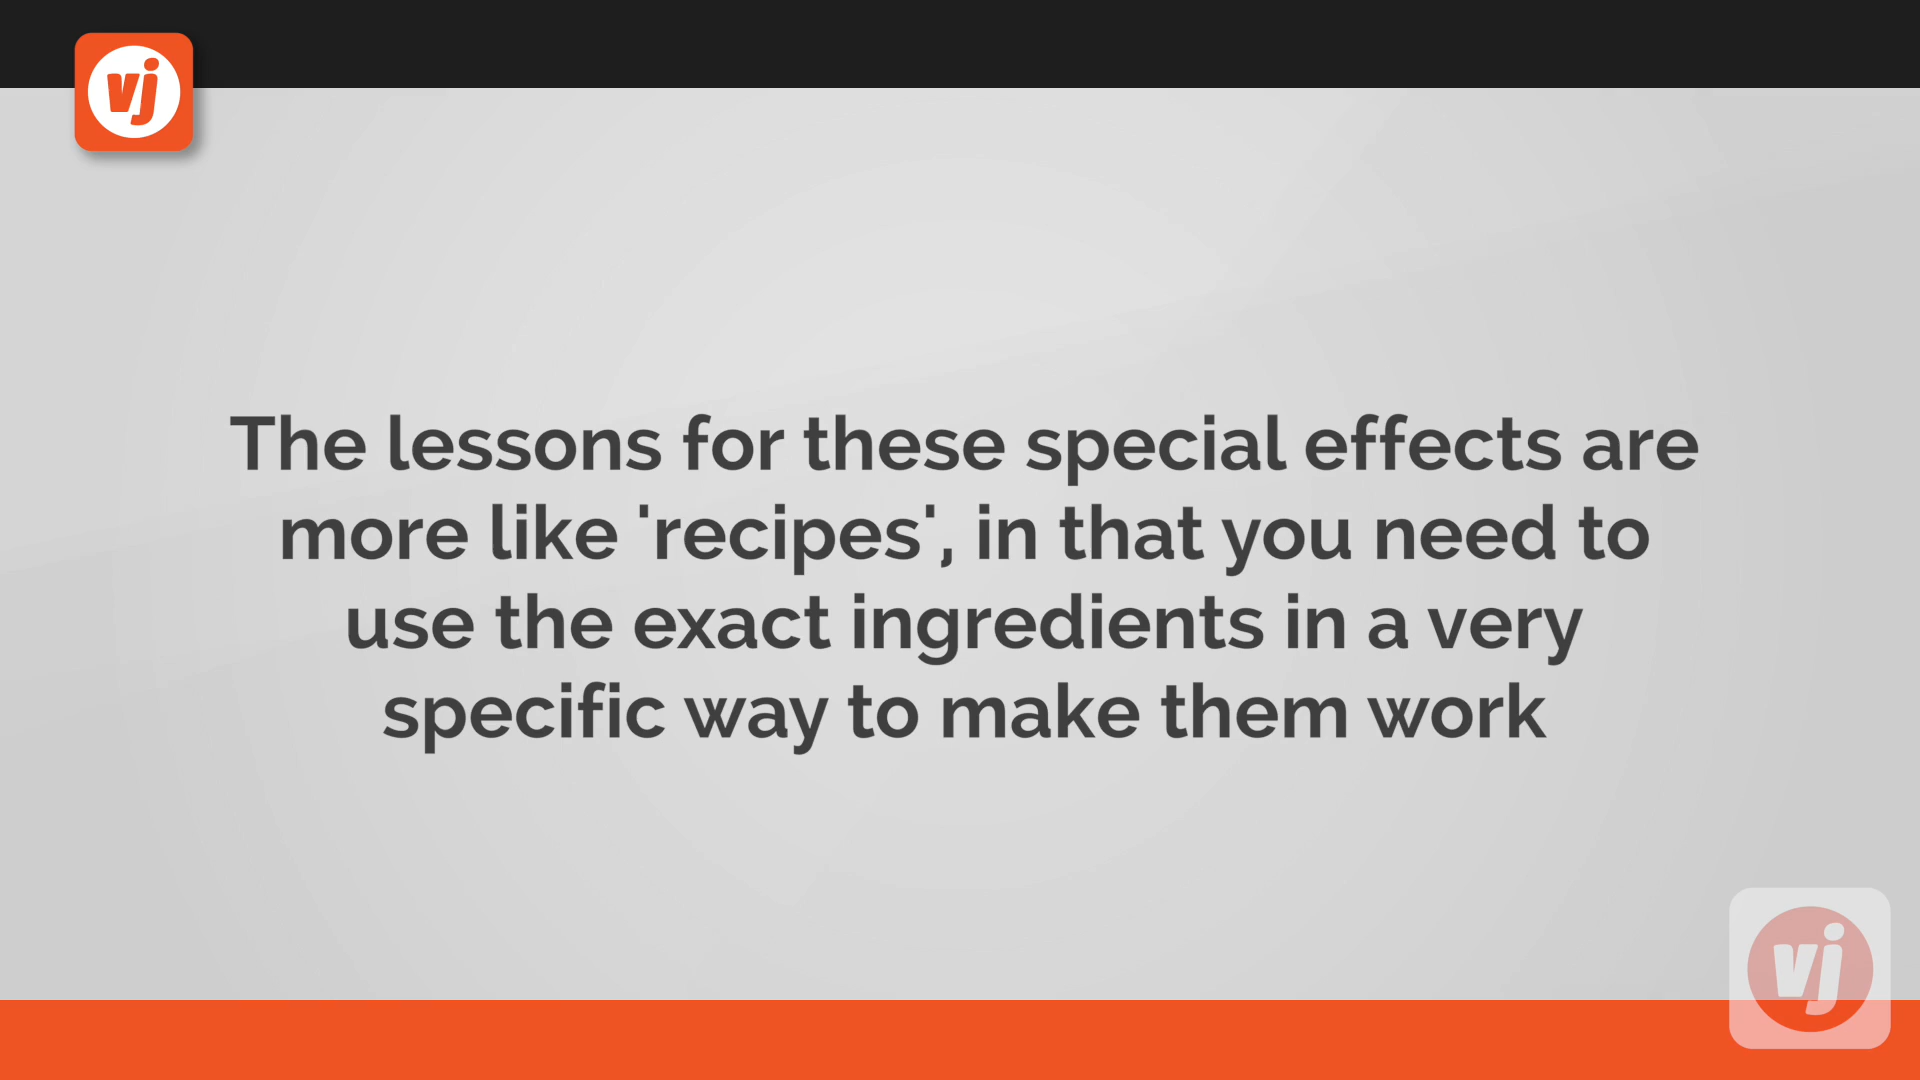 vj
The lessons for these special effects are
more like 'recipes', in that you need to
use the exact ingredients in a very
specific way to make them work
vj